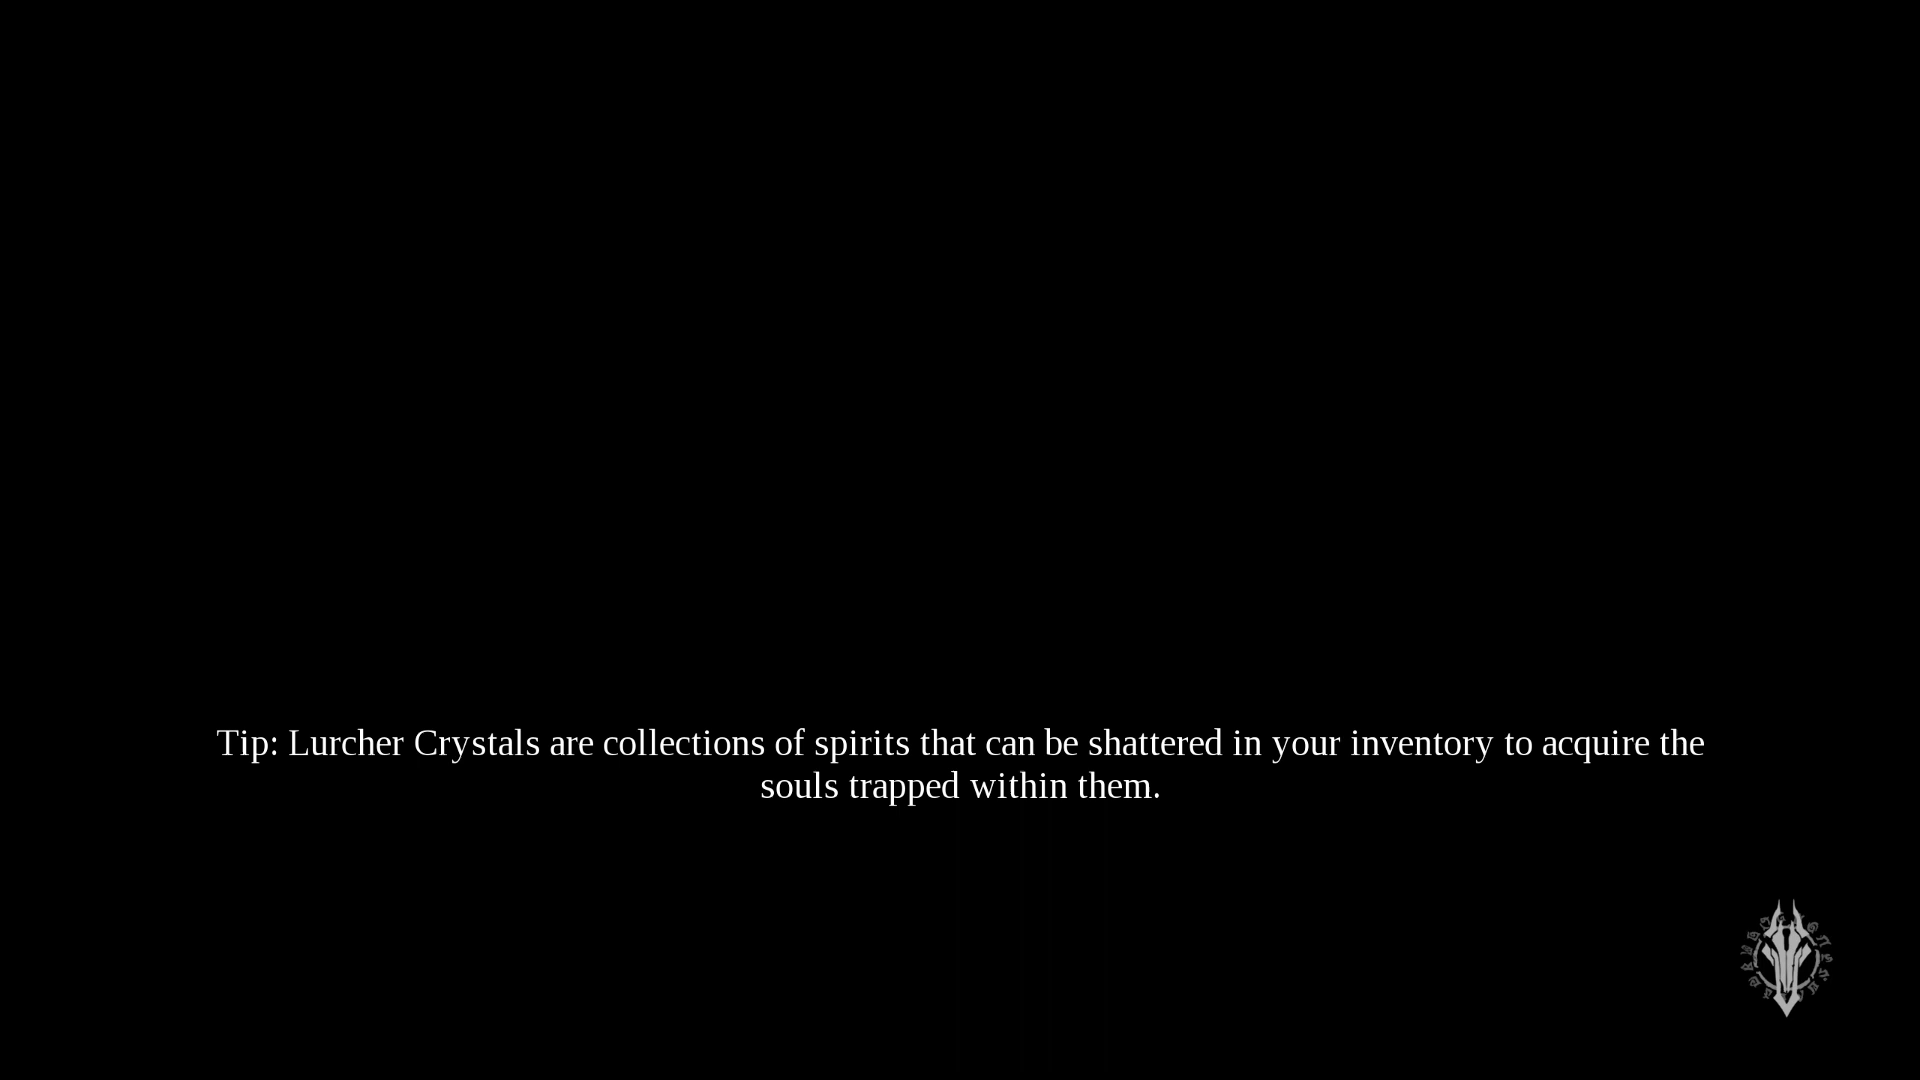 Tip: Lurcher Crystals are collections of spirits that can be shattered in your inventory to acquire the
souls trapped within them.